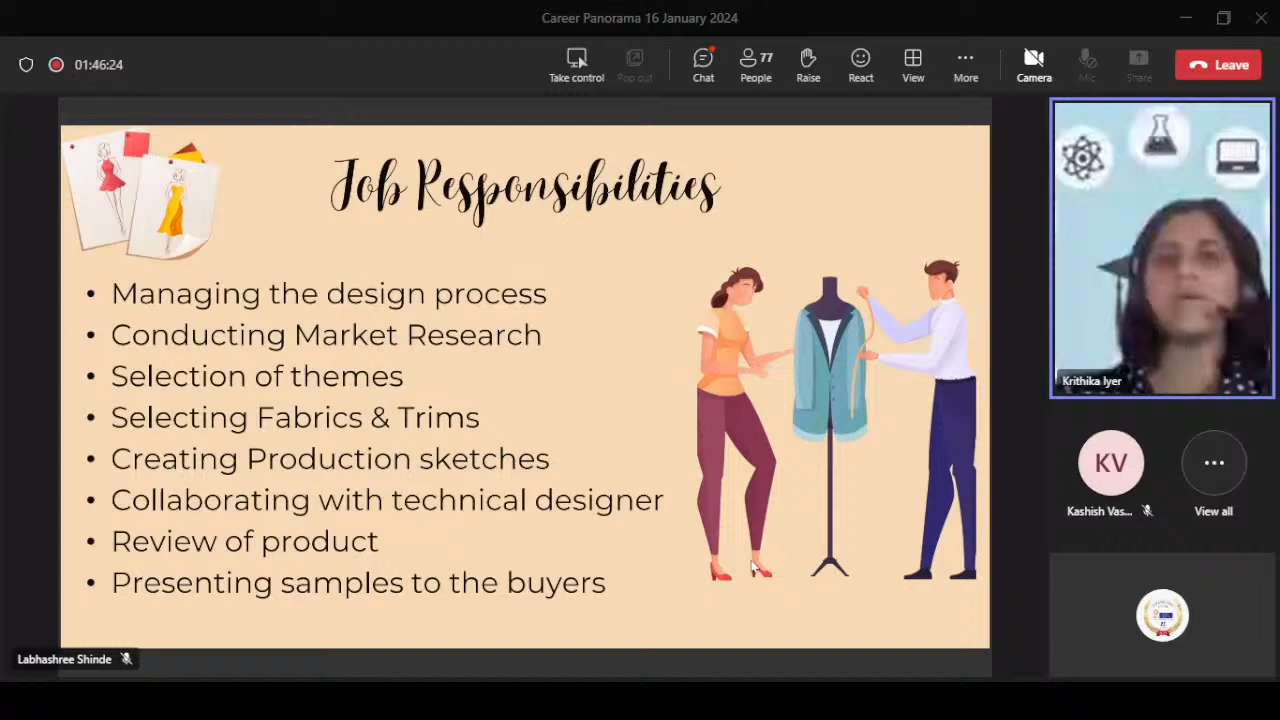 Career Panorama 16 January 2024
01:46:24
Take control
Pop out
Chat
77
People
Raise
React
View
More
Camera
Mic
Share
Leave
Job Responsibilities
• Managing the design process
• Conducting Market Research
• Selection of themes
• Selecting Fabrics & Trims
• Creating Production sketches
• Collaborating with technical designer
• Review of product
• Presenting samples to the buyers
Krithika Iyer
KV
Kashish Vas...
View all
Labhashree Shinde